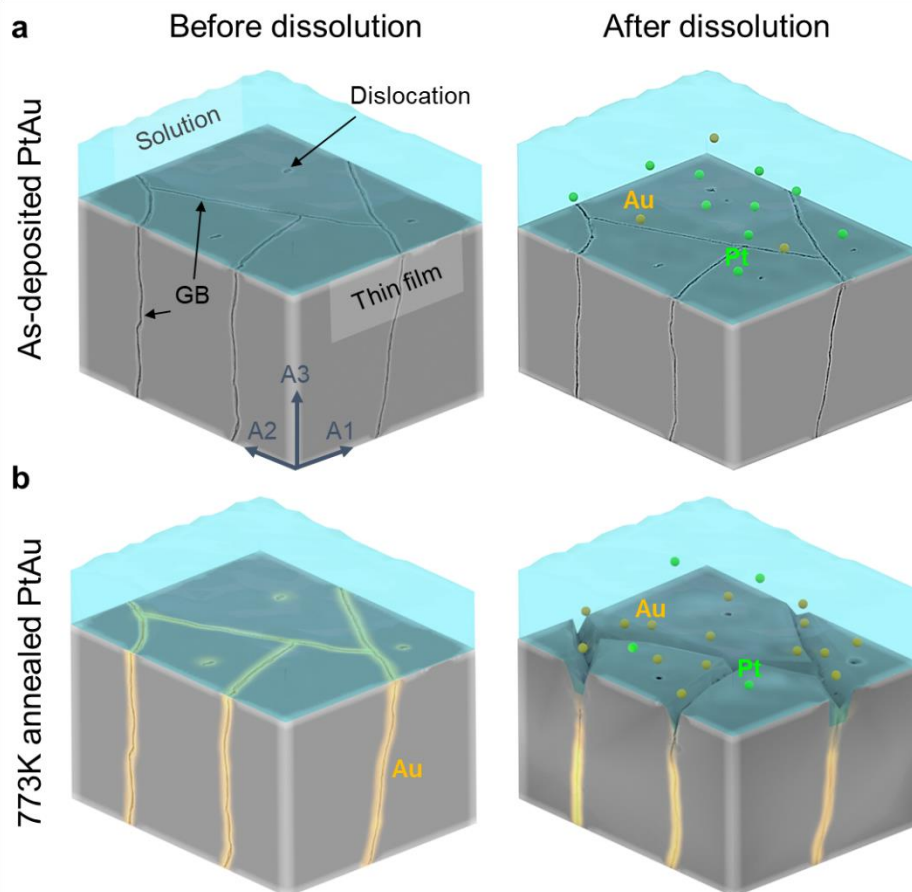 a
Before dissolution
After dissolution
As-deposited PtAu
Solution
Dislocation
GB
Thin film
A3
A2
A1
Au
Pt
b
773K annealed PtAu
Au
Au
Pt